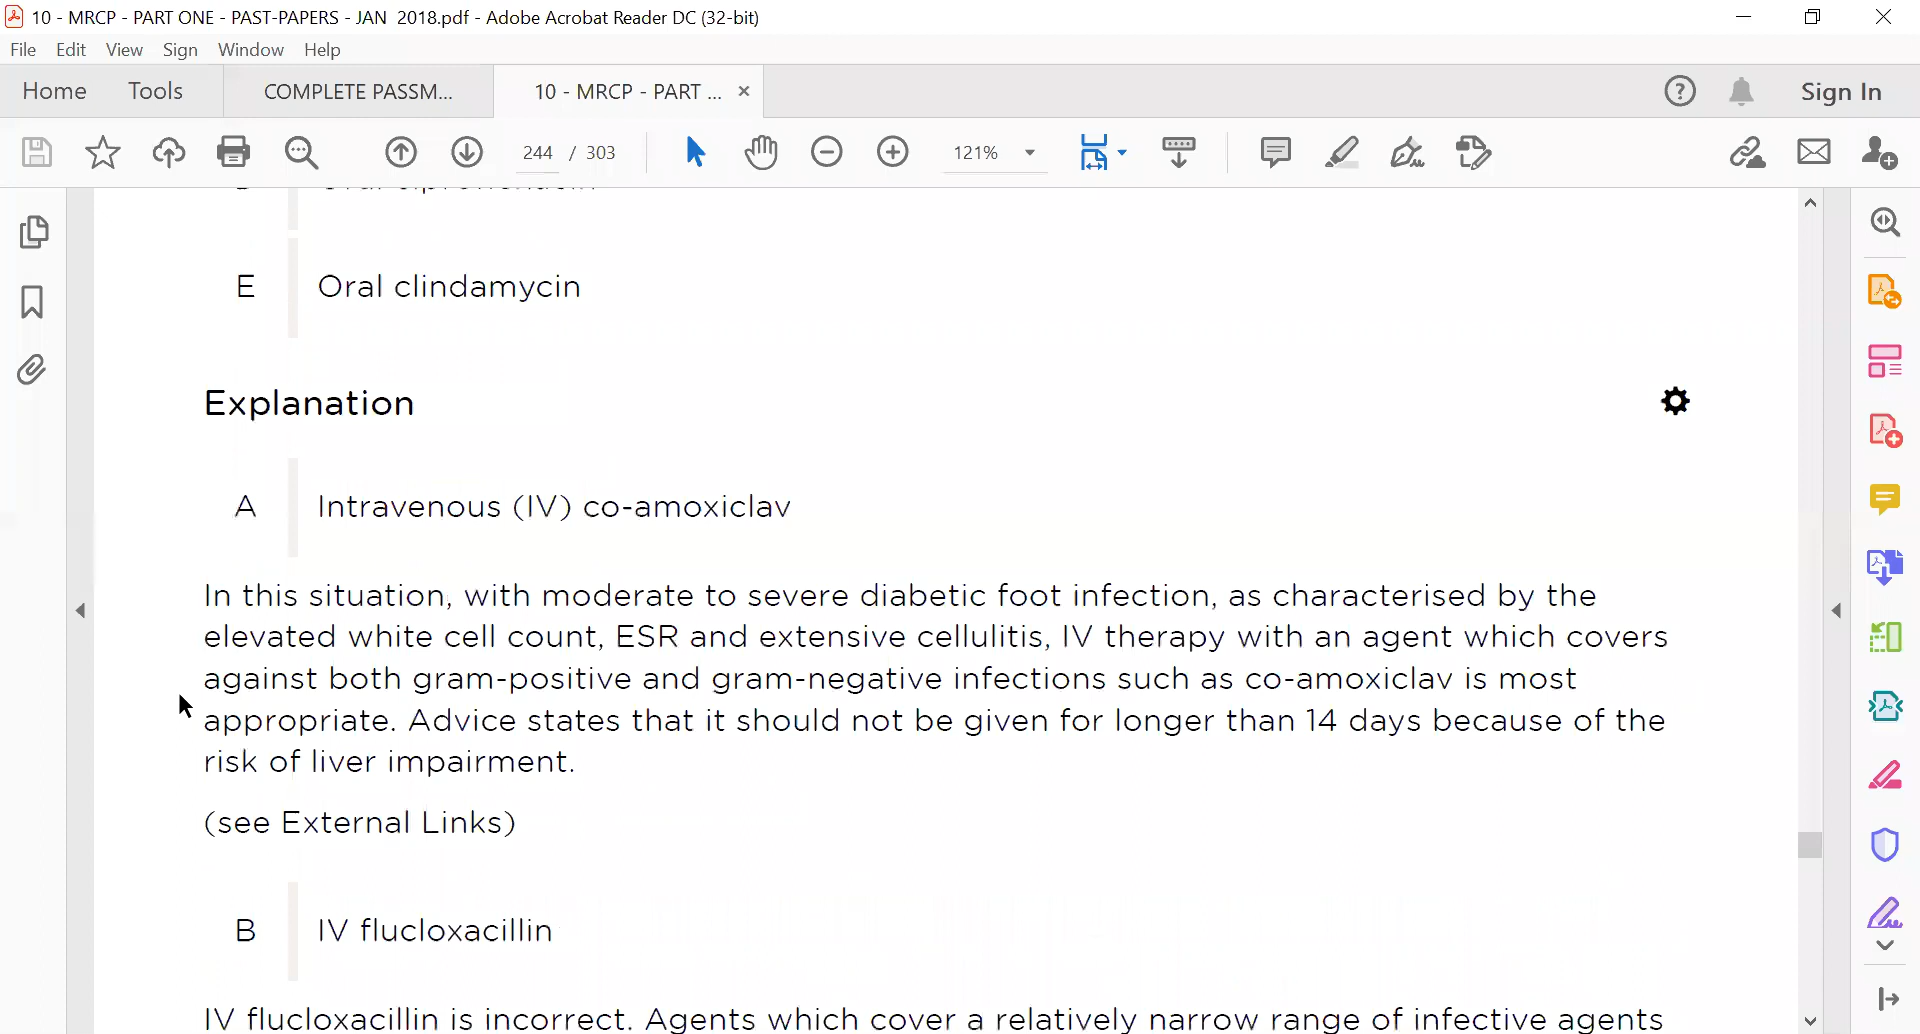 10 - MRCP - PART ONE - PAST-PAPERS - JAN 2018.pdf - Adobe Acrobat Reader DC (32-bit)
File Edit View Sign Window Help
Home Tools COMPLETE PASSM... 10 - MRCP - PART ... × Sign In
244 / 303 121%
E Oral clindamycin
Explanation
A Intravenous (IV) co-amoxiclav
In this situation, with moderate to severe diabetic foot infection, as characterised by the
elevated white cell count, ESR and extensive cellulitis, IV therapy with an agent which covers
against both gram-positive and gram-negative infections such as co-amoxiclav is most
appropriate. Advice states that it should not be given for longer than 14 days because of the
risk of liver impairment.
(see External Links)
B IV flucloxacillin
IV flucloxacillin is incorrect. Agents which cover a relatively narrow range of infective agents